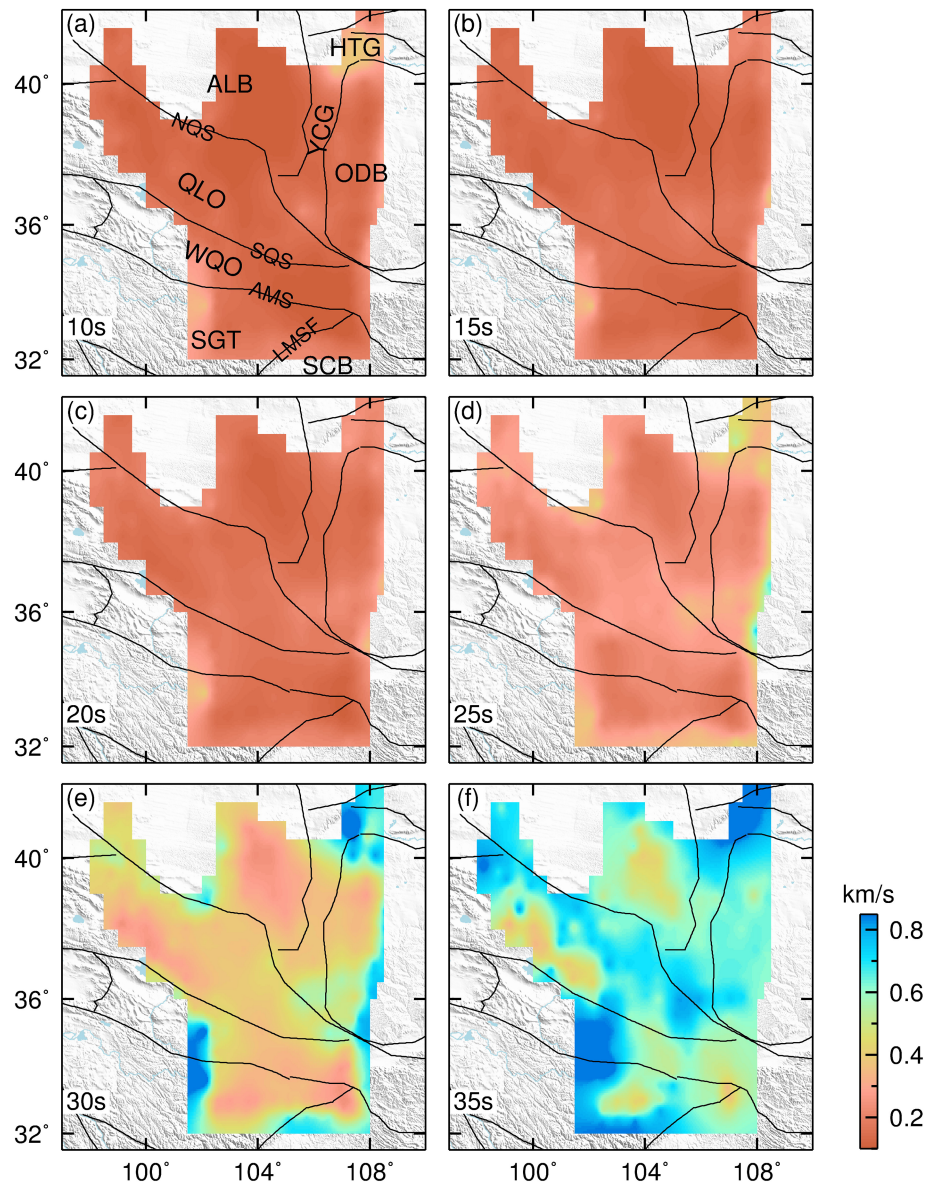 (a)
HTG
40°
ALB
NQS
YCG
ODB
QLO
36°
WQO
SQS
AMS
10s
SGT
LMSF
32°
SCB
(b)
15s
(c)
40°
36°
20s
32°
(d)
25s
(e)
40°
36°
30s
32°
100°
104°
108°
(f)
35s
100°
104°
108°
km/s
0.8
0.6
0.4
0.2